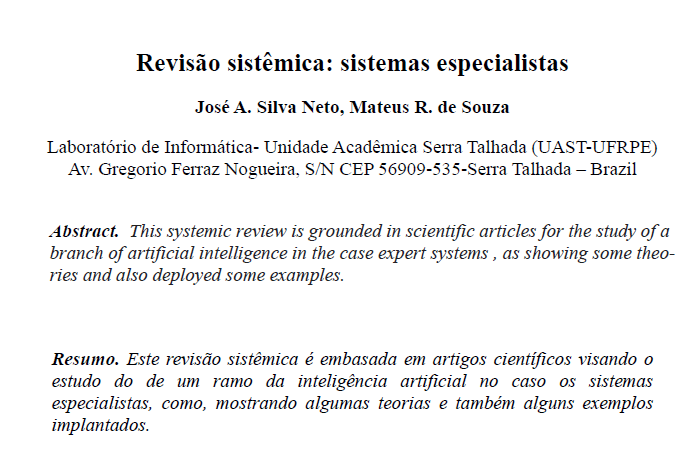 Revisão sistêmica: sistemas especialistas
José A. Silva Neto, Mateus R. de Souza
Laboratório de Informática- Unidade Acadêmica Serra Talhada (UAST-UFRPE)
Av. Gregorio Ferraz Nogueira, S/N CEP 56909-535-Serra Talhada – Brazil
Abstract. This systemic review is grounded in scientific articles for the study of a
branch of artificial intelligence in the case expert systems , as showing some theo-
ries and also deployed some examples.
Resumo. Este revisão sistêmica é embasada em artigos científicos visando o
estudo do de um ramo da inteligência artificial no caso os sistemas
especialistas, como, mostrando algumas teorias e também alguns exemplos
implantados.